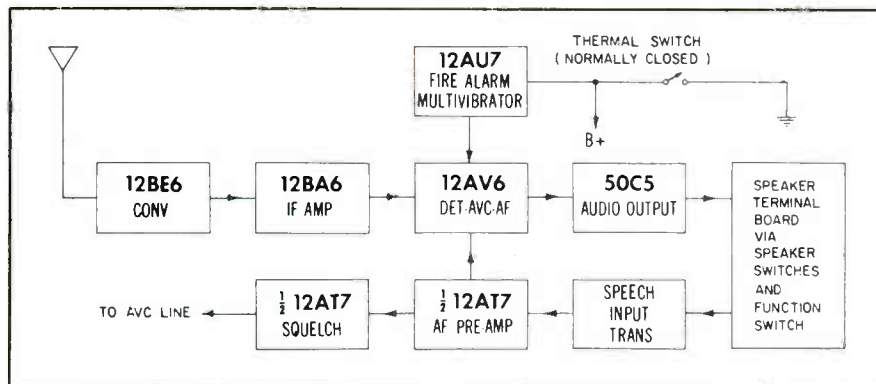 12AU7
FIRE ALARM
MULTIVIBRATOR
THERMAL SWITCH
( NORMALLY CLOSED )
B+
12BE6
CONV
12BA6
IF AMP
12AV6
DET-AVC-AF
50C5
AUDIO OUTPUT
SPEAKER
TERMINAL
BOARD
VIA
SPEAKER
SWITCHES
AND
FUNCTION
SWITCH
TO AVC LINE
½ 12AT7
SQUELCH
½ 12AT7
AF PRE-AMP
SPEECH
INPUT
TRANS